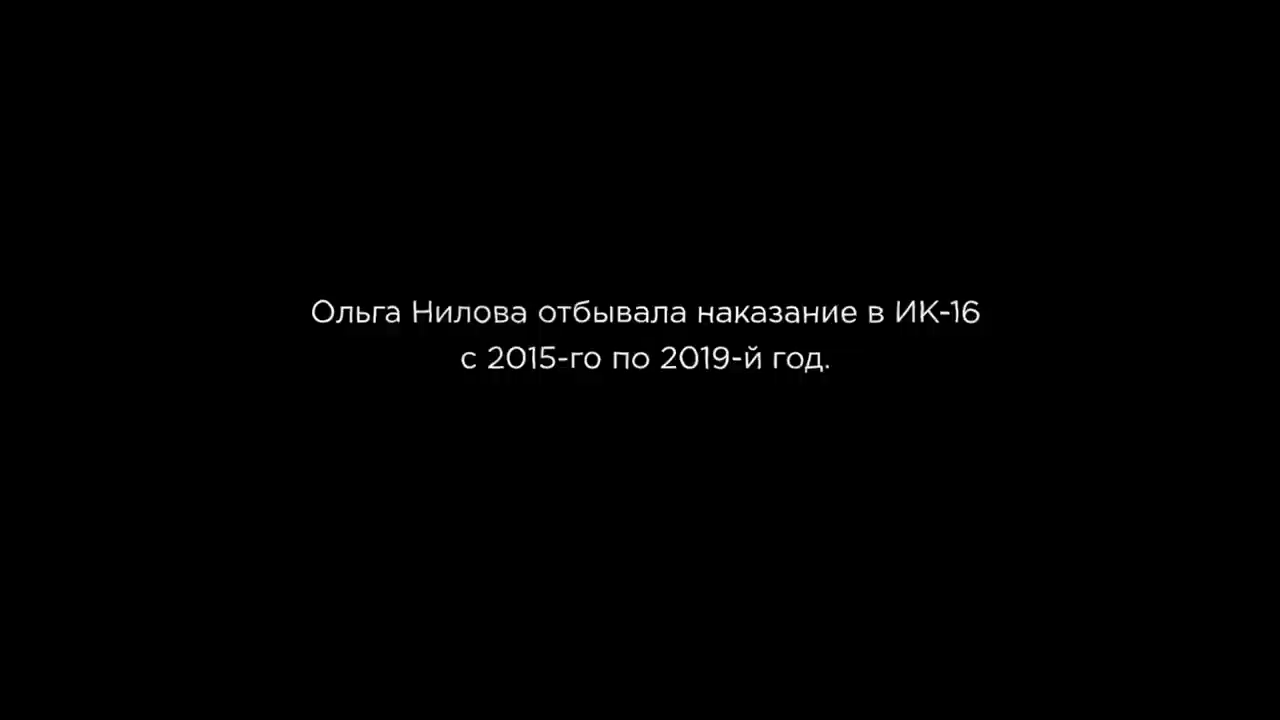 Ольга Нилова отбывала наказание в ИК-16
с 2015-го по 2019-й год.